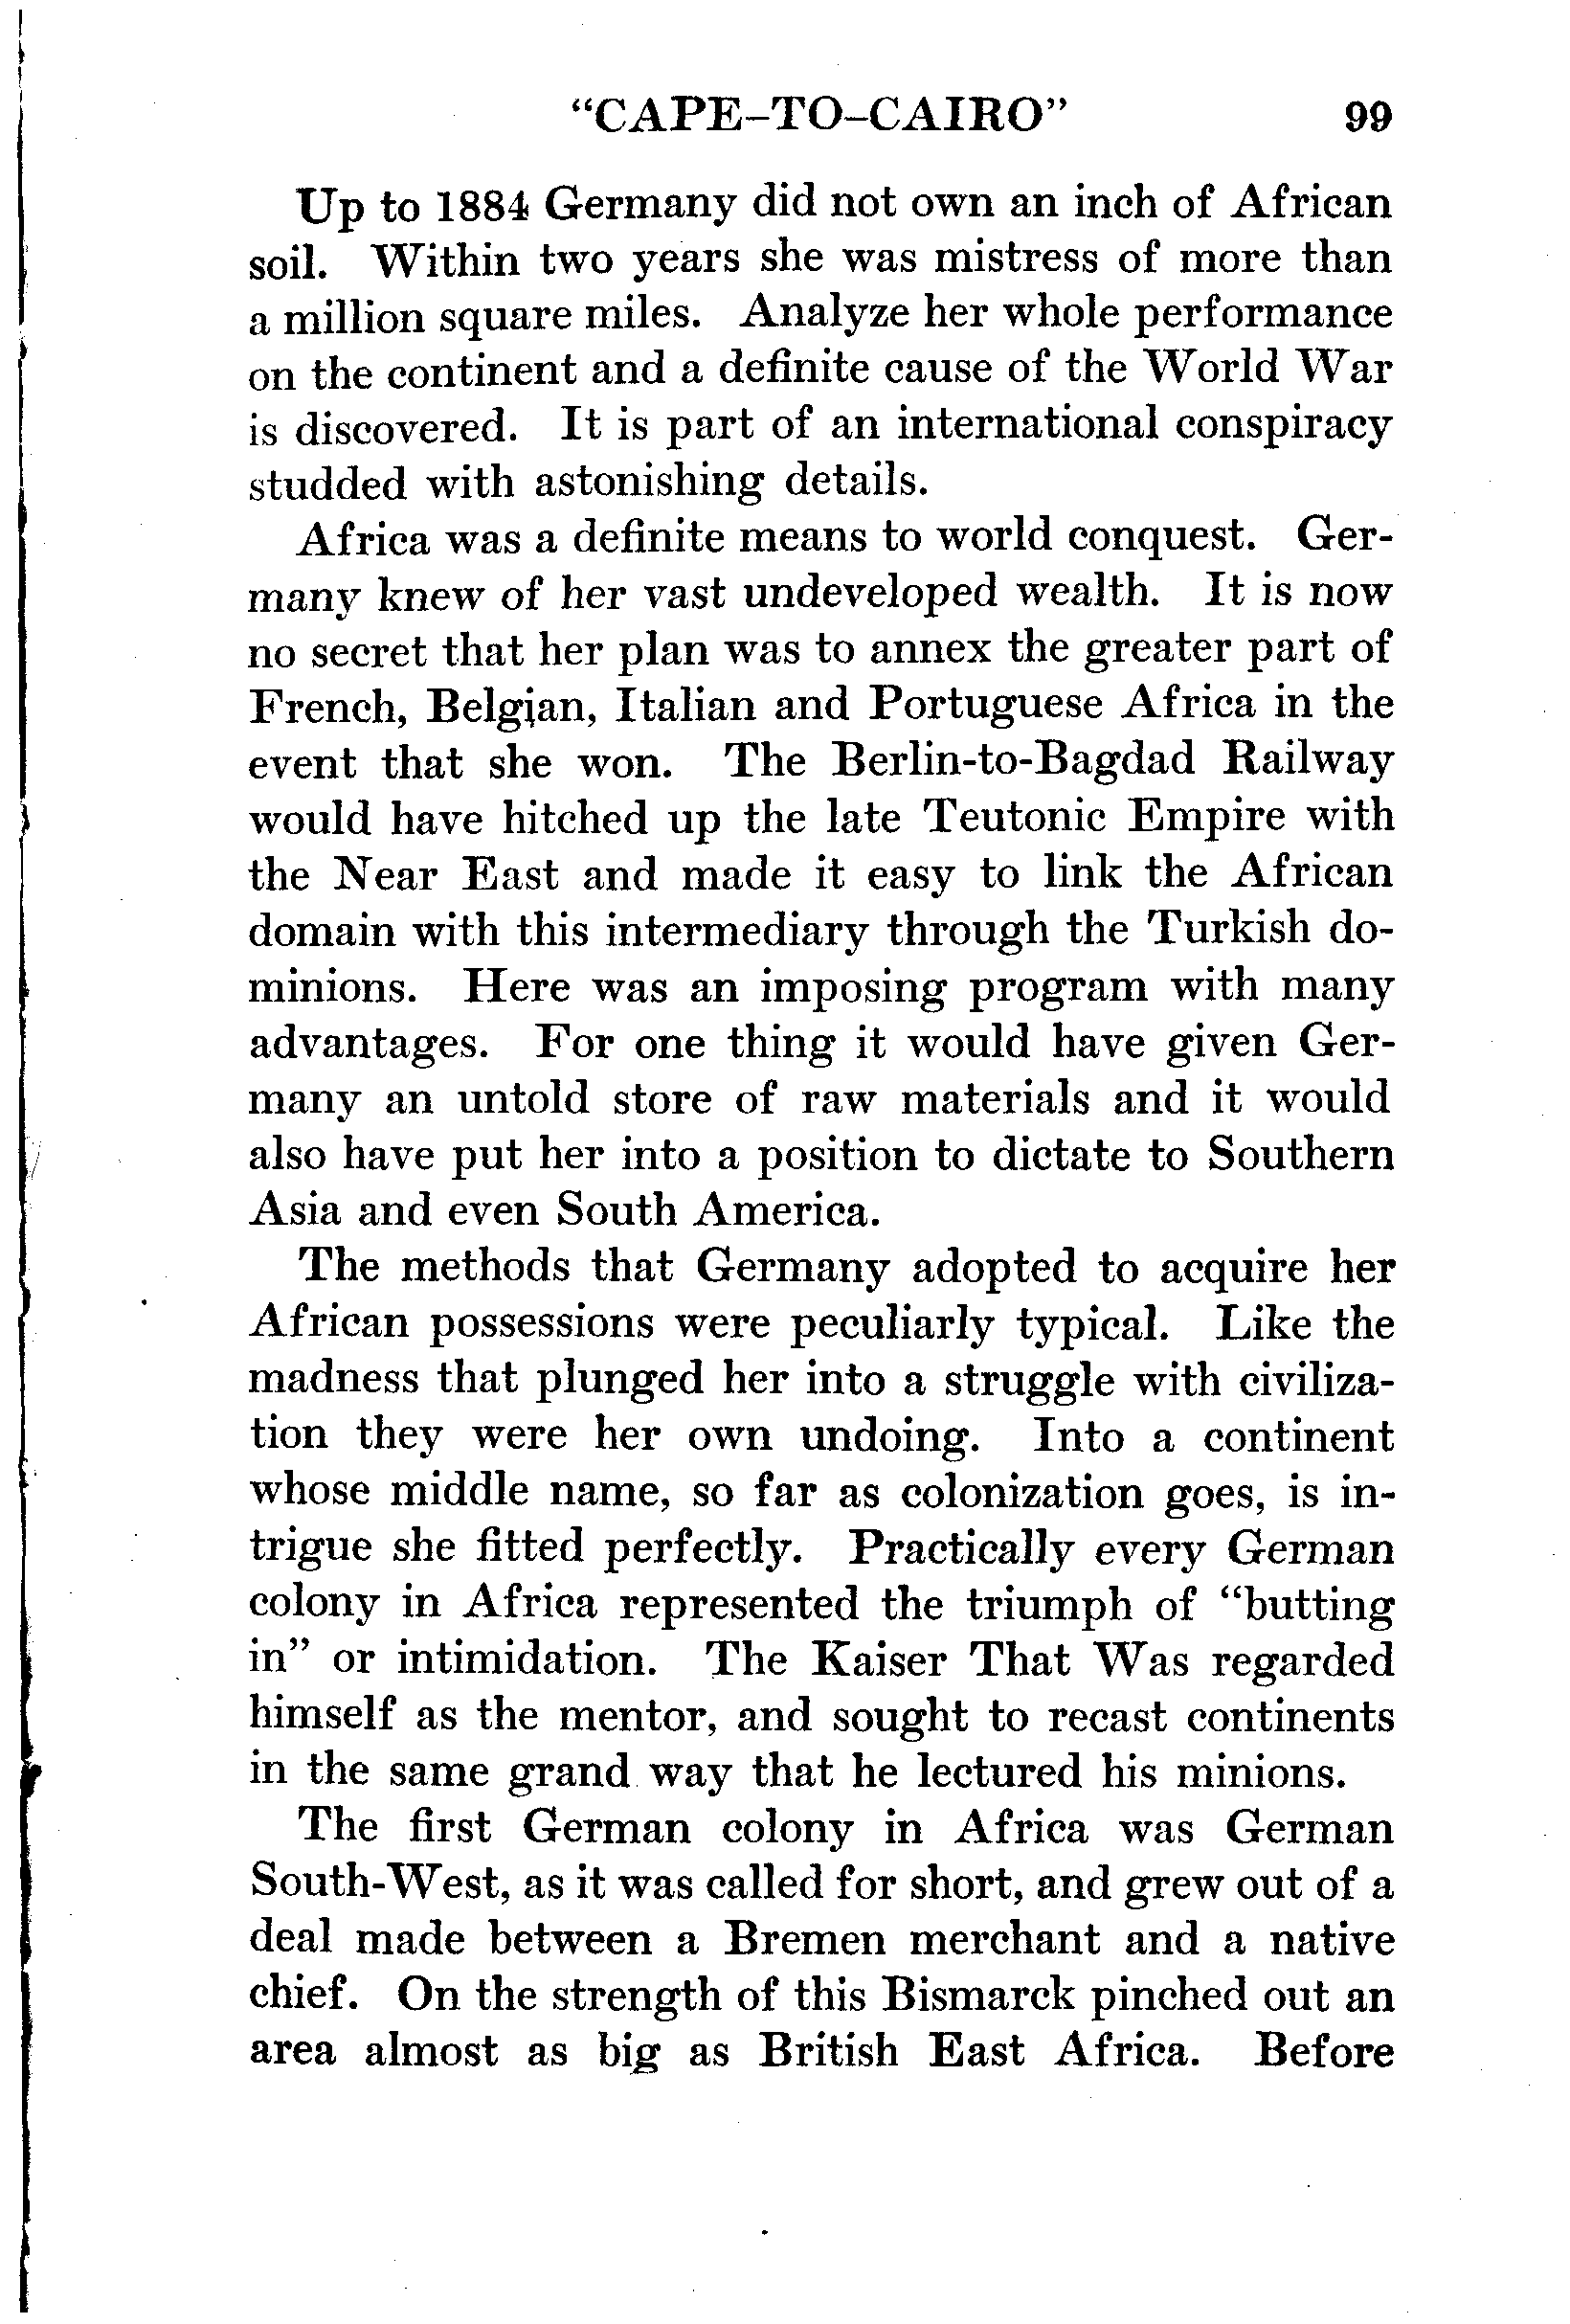 "CAPE-TO-CAIRO" 99
Up to 1884 Germany did not own an inch of African
soil. Within two years she was mistress of more than
a million square miles. Analyze her whole performance
on the continent and a definite cause of the World War
is discovered. It is part of an international conspiracy
studded with astonishing details.
Africa was a definite means to world conquest. Ger-
many knew of her vast undeveloped wealth. It is now
no secret that her plan was to annex the greater part of
French, Belgian, Italian and Portuguese Africa in the
event that she won. The Berlin-to-Bagdad Railway
would have hitched up the late Teutonic Empire with
the Near East and made it easy to link the African
domain with this intermediary through the Turkish do-
minions. Here was an imposing program with many
advantages. For one thing it would have given Ger-
many an untold store of raw materials and it would
also have put her into a position to dictate to Southern
Asia and even South America.
The methods that Germany adopted to acquire her
African possessions were peculiarly typical. Like the
madness that plunged her into a struggle with civiliza-
tion they were her own undoing. Into a continent
whose middle name, so far as colonization goes, is in-
trigue she fitted perfectly. Practically every German
colony in Africa represented the triumph of "butting
in" or intimidation. The Kaiser That Was regarded
himself as the mentor, and sought to recast continents
in the same grand way that he lectured his minions.
The first German colony in Africa was German
South-West, as it was called for short, and grew out of a
deal made between a Bremen merchant and a native
chief. On the strength of this Bismarck pinched out an
area almost as big as British East Africa. Before